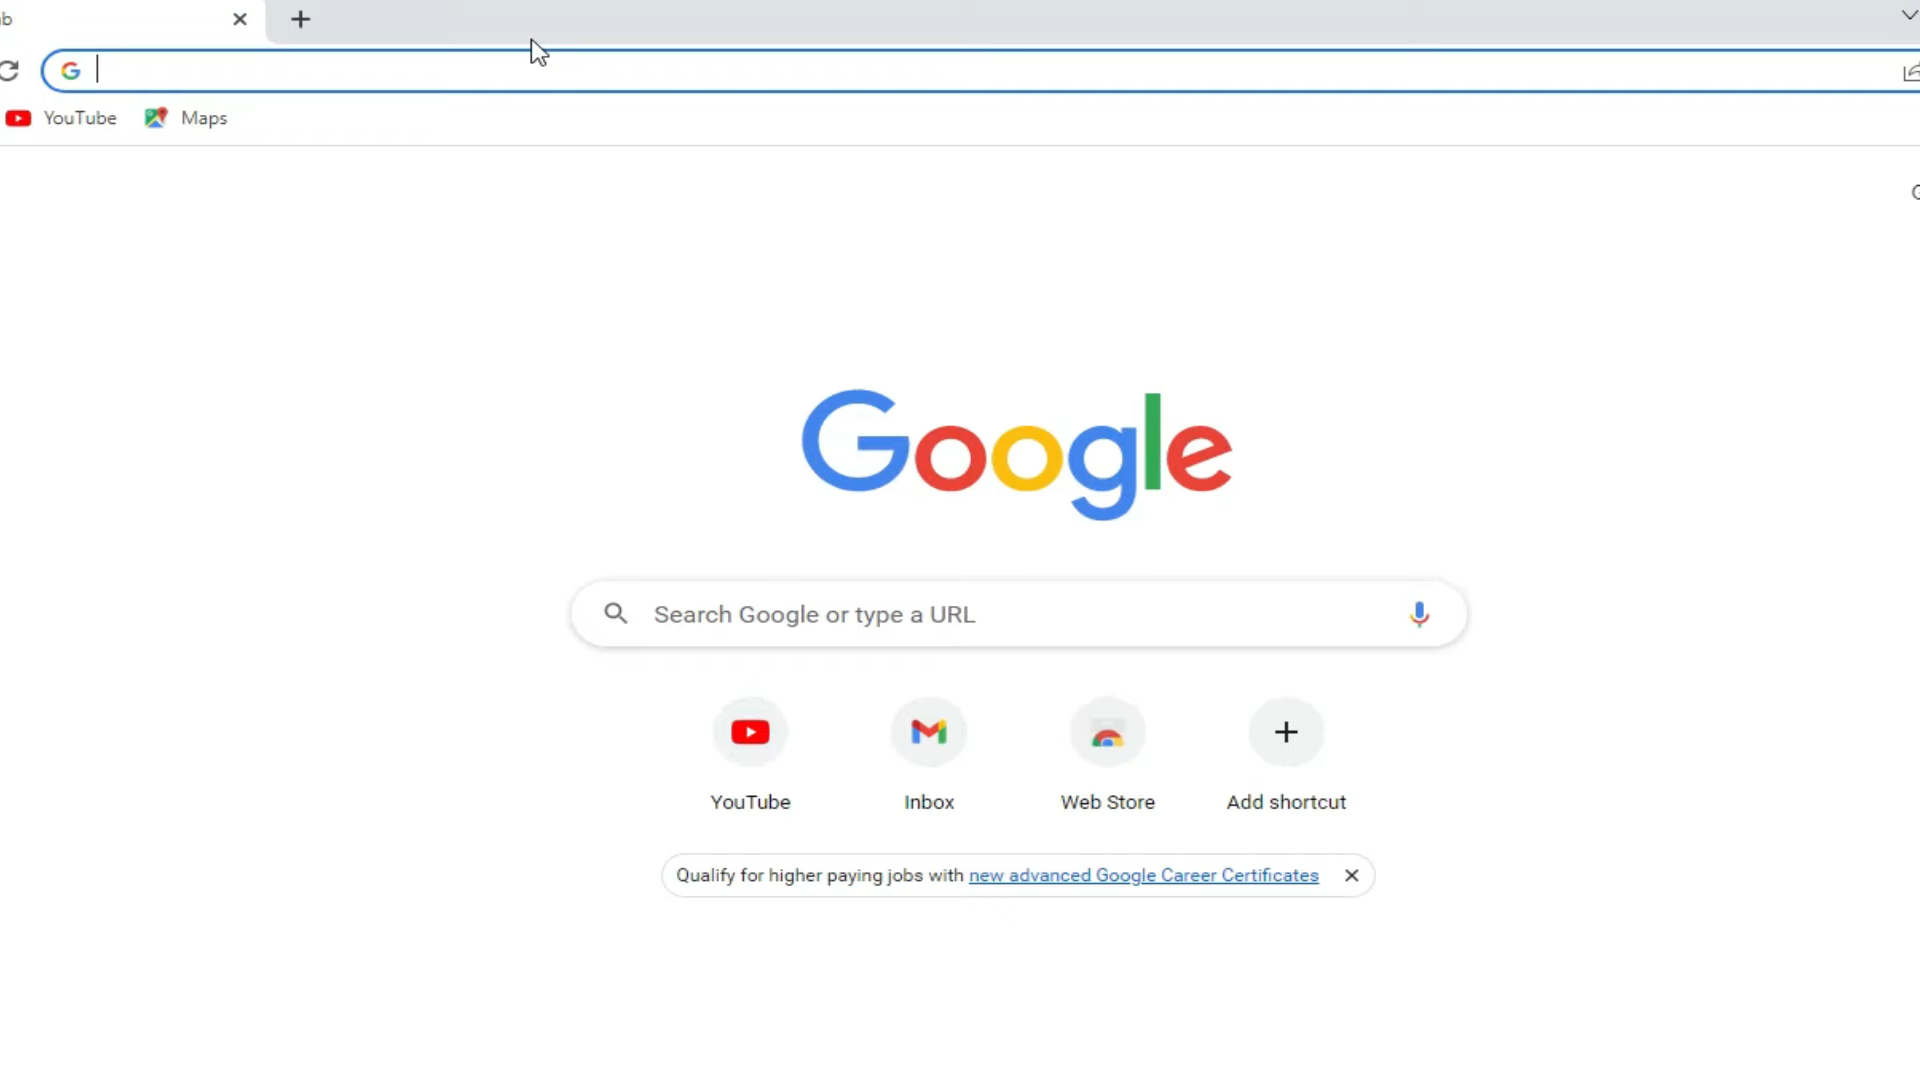 b
YouTube Maps
G
Google
Search Google or type a URL
YouTube Inbox Web Store Add shortcut
Qualify for higher paying jobs with new advanced Google Career Certificates